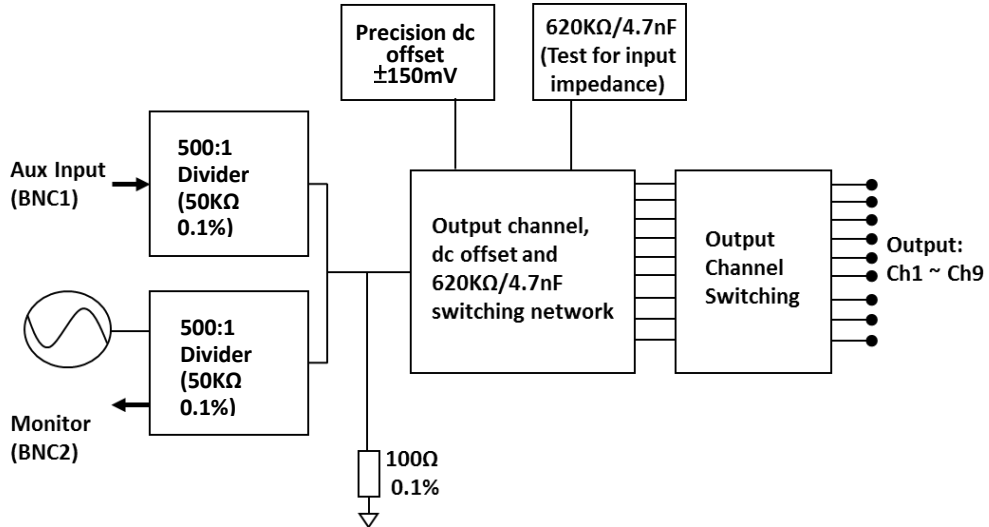 Precision dc
offset
±150mV
620KΩ/4.7nF
(Test for input
impedance)
Aux Input
(BNC1)
500:1
Divider
(50KΩ
0.1%)
Output channel,
dc offset and
620KΩ/4.7nF
switching network
Output
Channel
Switching
Output:
Ch1 ~ Ch9
500:1
Divider
(50KΩ
0.1%)
Monitor
(BNC2)
100Ω
0.1%